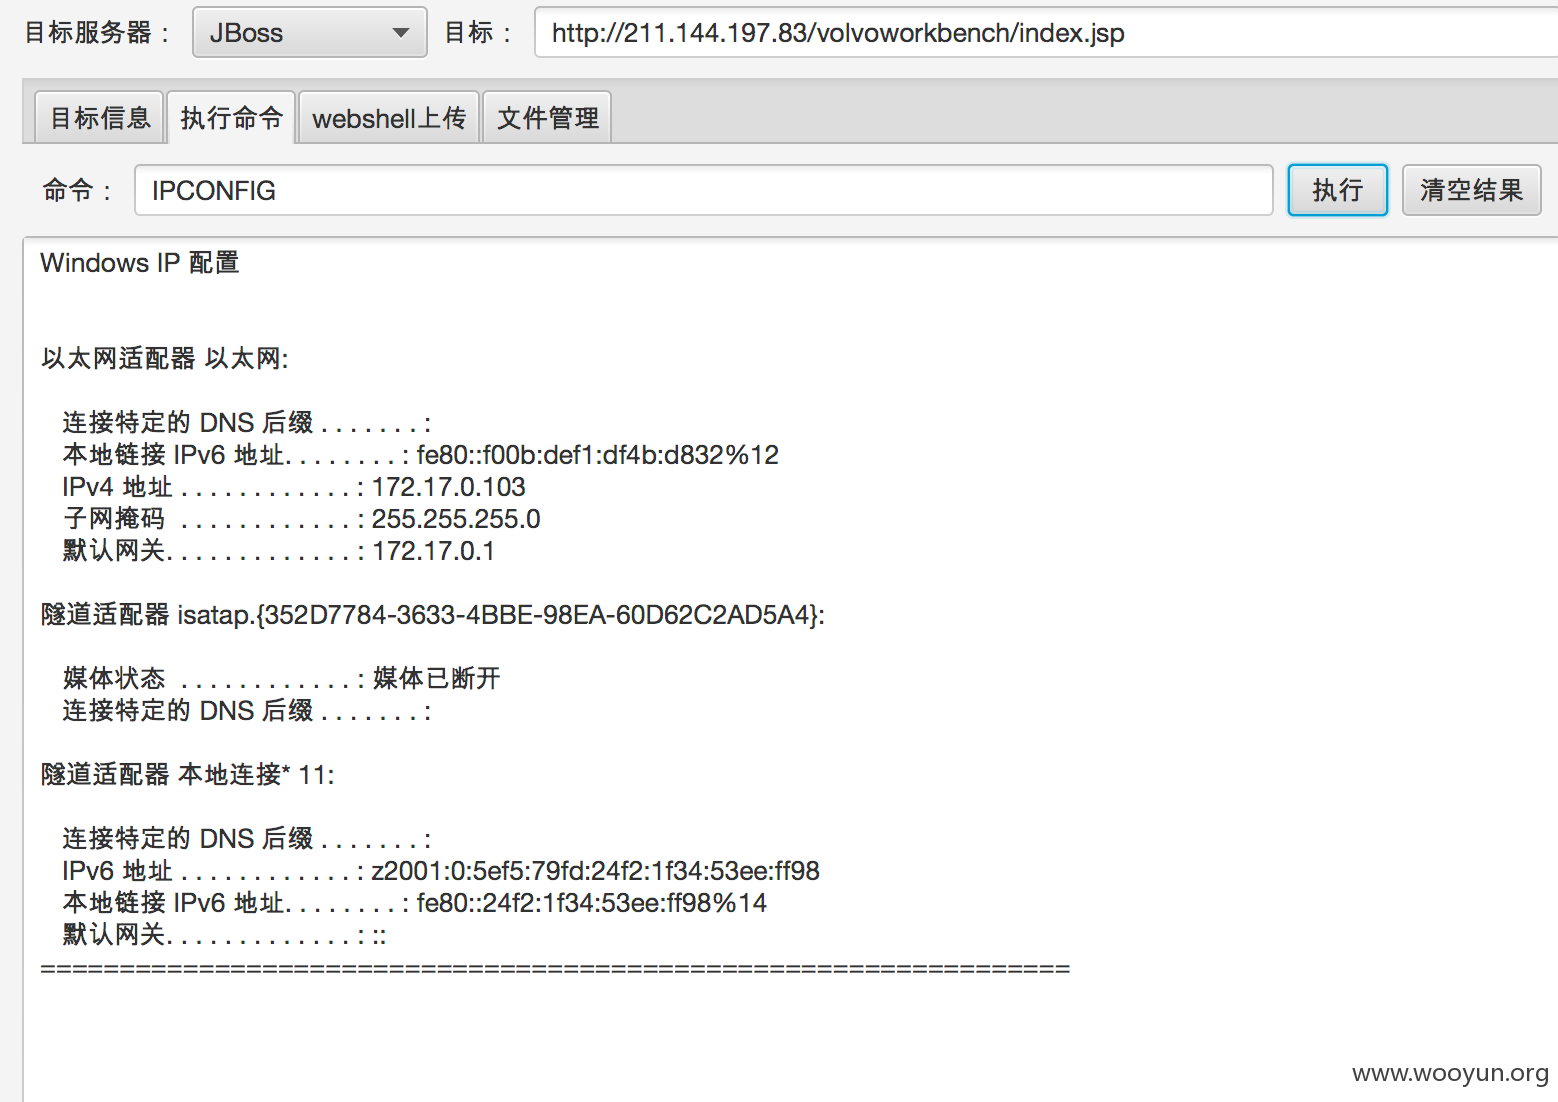 目标服务器： JBoss 目标： http://211.144.197.83/volvoworkbench/index.jsp
目标信息 执行命令 webshell上传 文件管理
命令： IPCONFIG 执行 清空结果
Windows IP 配置
以太网适配器 以太网:
连接特定的 DNS 后缀 . . . . . . . :
本地链接 IPv6 地址. . . . . . . . : fe80::f00b:def1:df4b:d832%12
IPv4 地址 . . . . . . . . . . . . : 172.17.0.103
子网掩码 . . . . . . . . . . . . : 255.255.255.0
默认网关. . . . . . . . . . . . . : 172.17.0.1
隧道适配器 isatap.{352D7784-3633-4BBE-98EA-60D62C2AD5A4}:
媒体状态 . . . . . . . . . . . . : 媒体已断开
连接特定的 DNS 后缀 . . . . . . . :
隧道适配器 本地连接* 11:
连接特定的 DNS 后缀 . . . . . . . :
IPv6 地址 . . . . . . . . . . . . : z2001:0:5ef5:79fd:24f2:1f34:53ee:ff98
本地链接 IPv6 地址. . . . . . . . : fe80::24f2:1f34:53ee:ff98%14
默认网关. . . . . . . . . . . . . : ::
=================================================================
www.wooyun.org